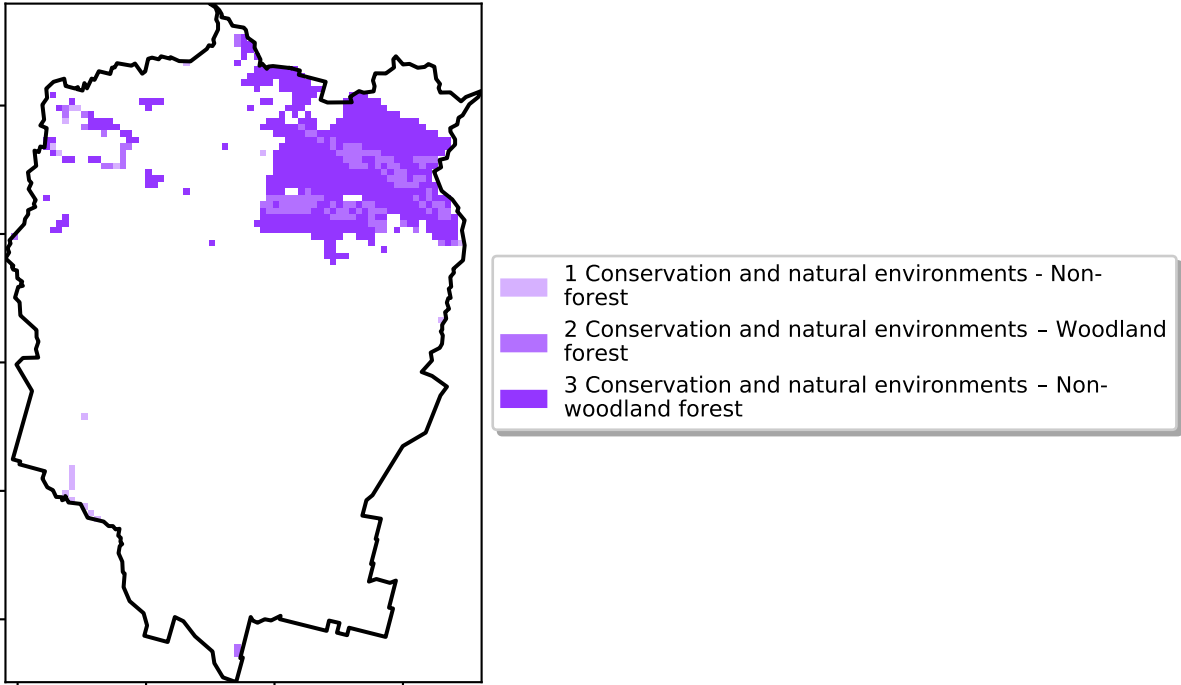 1 Conservation and natural environments - Non-
forest
2 Conservation and natural environments – Woodland
forest
3 Conservation and natural environments – Non-
woodland forest